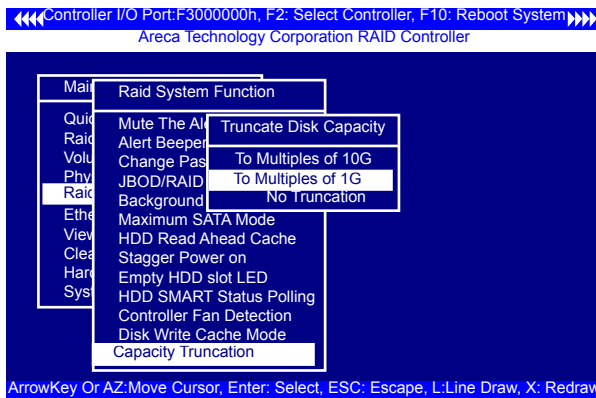 Controller I/O Port:F3000000h, F2: Select Controller, F10: Reboot System
Areca Technology Corporation RAID Controller
Raid System Function
Mute The
Alert Beeper
Change
JBOD/RAID
Background
Maximum SATA Mode
HDD Read Ahead Cache
Stagger Power on
Empty HDD slot LED
HDD SMART Status Polling
Controller Fan Detection
Disk Write Cache Mode
Capacity Truncation
Truncate Disk Capacity
To Multiples of 10G
To Multiples of 1G
No Truncation
ArrowKey Or AZ:Move Cursor, Enter: Select, ESC: Escape, L:Line Draw, X: Redraw